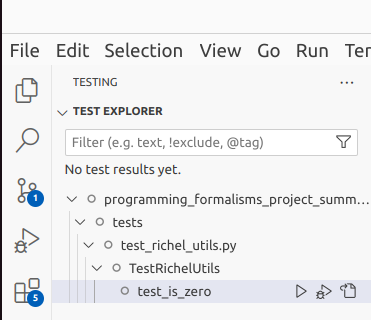 File Edit Selection View Go Run Ter
TESTING
TEST EXPLORER
Filter (e.g. text, !exclude, @tag)
No test results yet.
programming_formalisms_project_summ...
tests
1
test_richel_utils.py
TestRichelUtils
test_is_zero
5